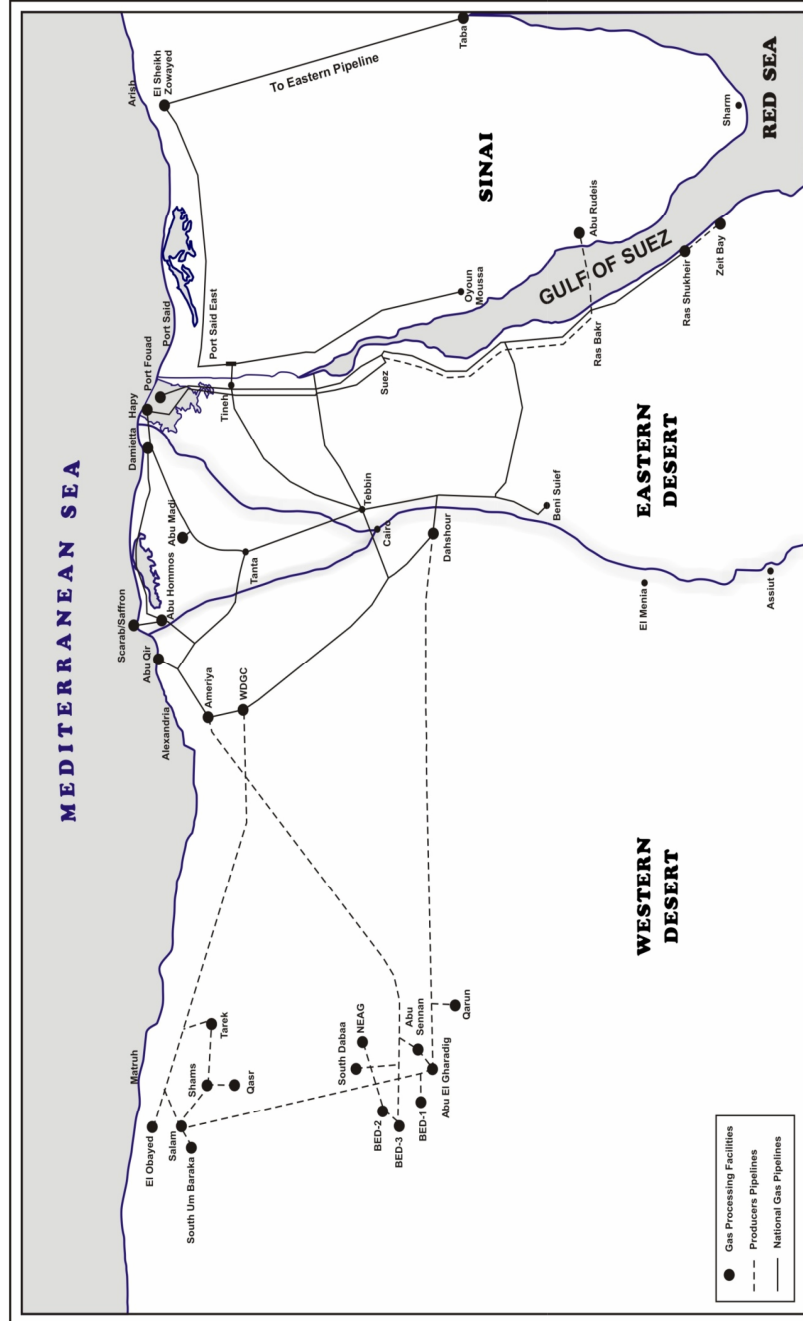 MEDITERRANEAN SEA
Matruh
Alexandria
Abu Qir
Scarab/Saffron
Abu Hommos
Abu Madi
Damietta
Hapy
Port Fouad
Port Said
Arish
El Sheikh
Zowayed
To Eastern Pipeline
Taba
El Obayed
Salam
South Um Baraka
Shams
Qasr
Tarek
Ameriya
WDGC
Tanta
Tineh
Port Said East
SINAI
South Dabaa
NEAG
BED-2
BED-3
BED-1
Abu
Sennan
Abu El Gharadig
Qarun
Dahshour
Cairo
Tebbin
Suez
Oyoun
Moussa
Abu Rudeis
GULF OF SUEZ
Ras Bakr
Ras Shukheir
Zeit Bay
Sharm
RED SEA
Beni Suief
El Menia
Assiut
WESTERN
DESERT
EASTERN
DESERT
Gas Processing Facilities
Producers Pipelines
National Gas Pipelines